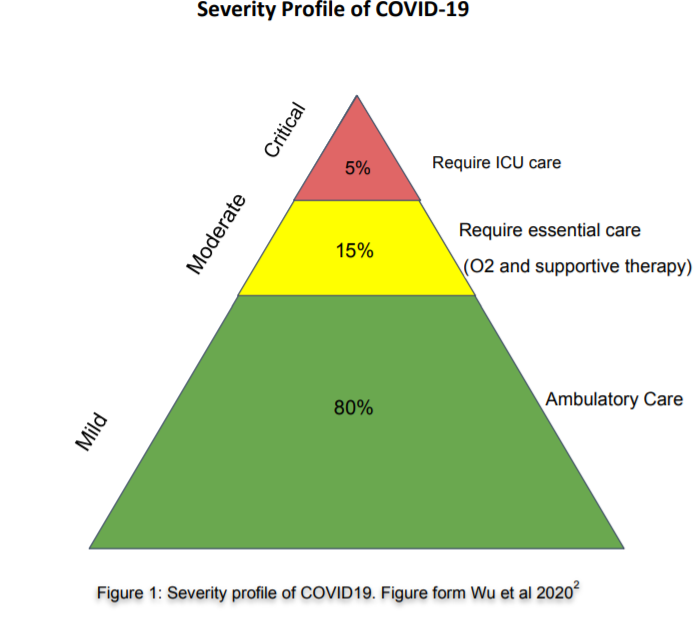 Severity Profile of COVID-19
Critical
5%
Require ICU care
Moderate
15%
Require essential care
(O2 and supportive therapy)
Mild
80%
Ambulatory Care
Figure 1: Severity profile of COVID19. Figure form Wu et al 2020²